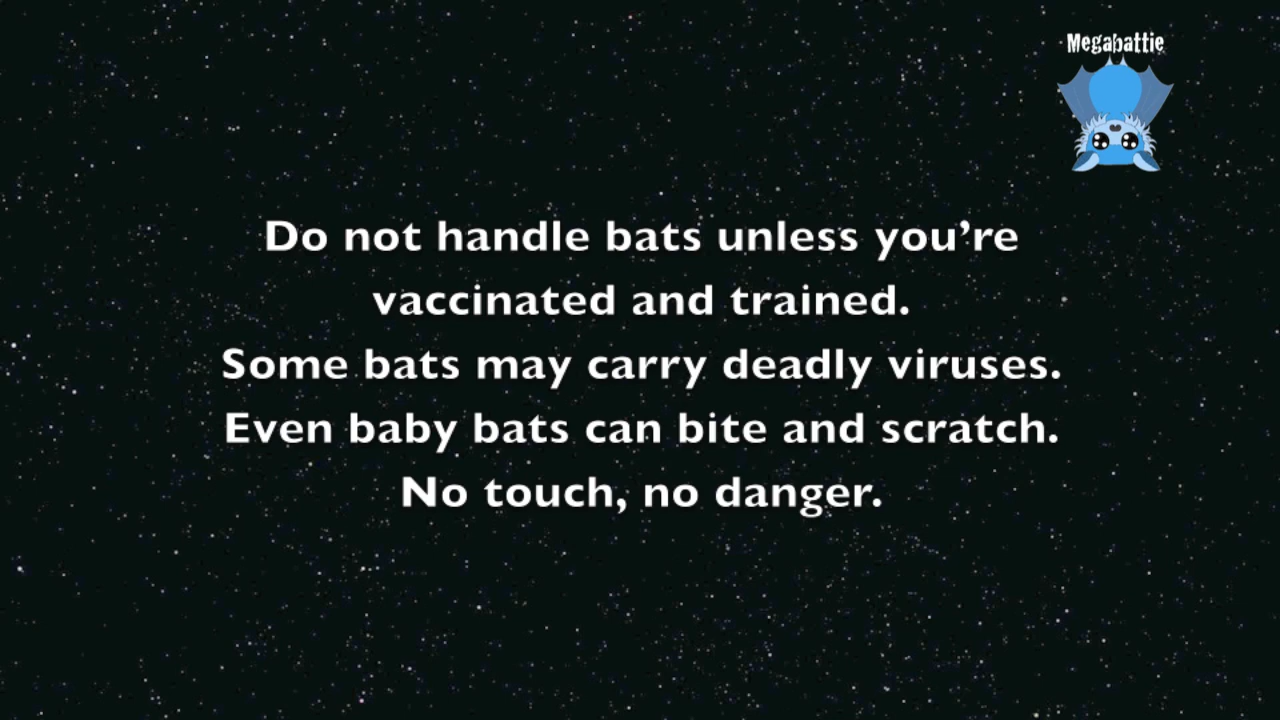 Megabattie
Do not handle bats unless you’re
vaccinated and trained.
Some bats may carry deadly viruses.
Even baby bats can bite and scratch.
No touch, no danger.